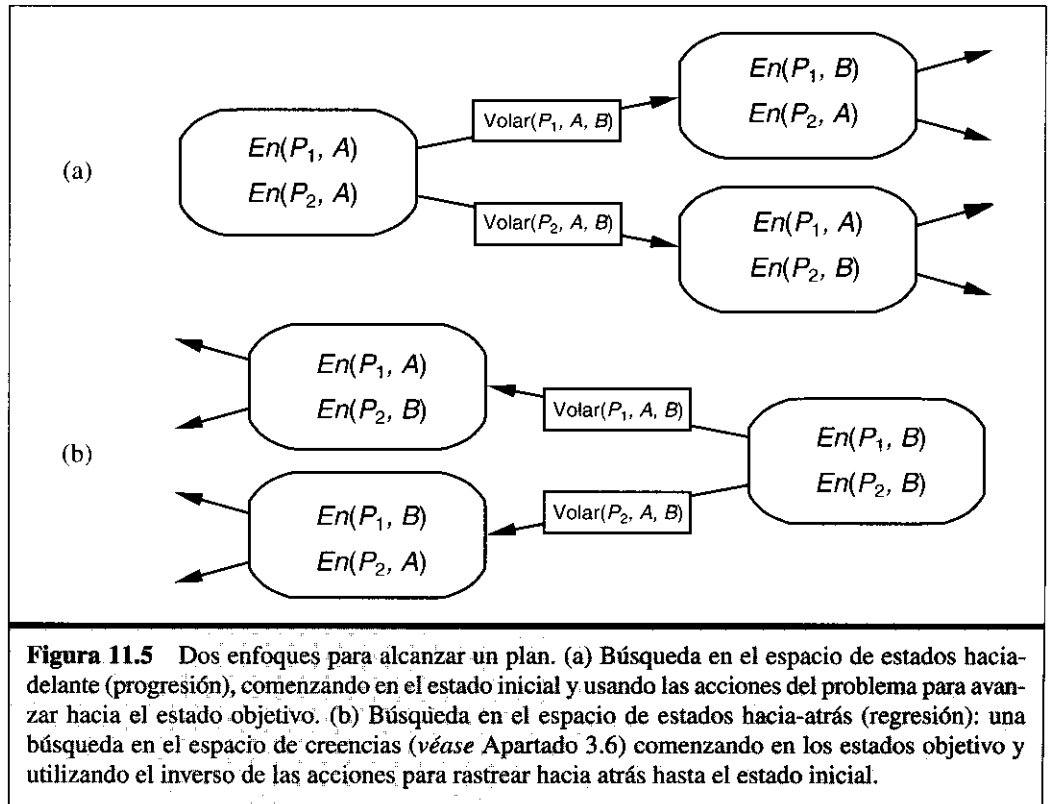 (a)
En(P₁, A)
En(P₂, A)
Volar(P₁, A, B)
Volar(P₂, A, B)
En(P₁, B)
En(P₂, A)
En(P₁, A)
En(P₂, B)
(b)
En(P₁, A)
En(P₂, B)
En(P₁, B)
En(P₂, A)
Volar(P₁, A, B)
Volar(P₂, A, B)
En(P₁, B)
En(P₂, B)
Figura 11.5 Dos enfoques para alcanzar un plan. (a) Búsqueda en el espacio de estados hacia-
delante (progresión), comenzando en el estado inicial y usando las acciones del problema para avan-
zar hacia el estado objetivo. (b) Búsqueda en el espacio de estados hacia-atrás (regresión): una
búsqueda en el espacio de creencias (véase Apartado 3.6) comenzando en los estados objetivo y
utilizando el inverso de las acciones para rastrear hacia atrás hasta el estado inicial.